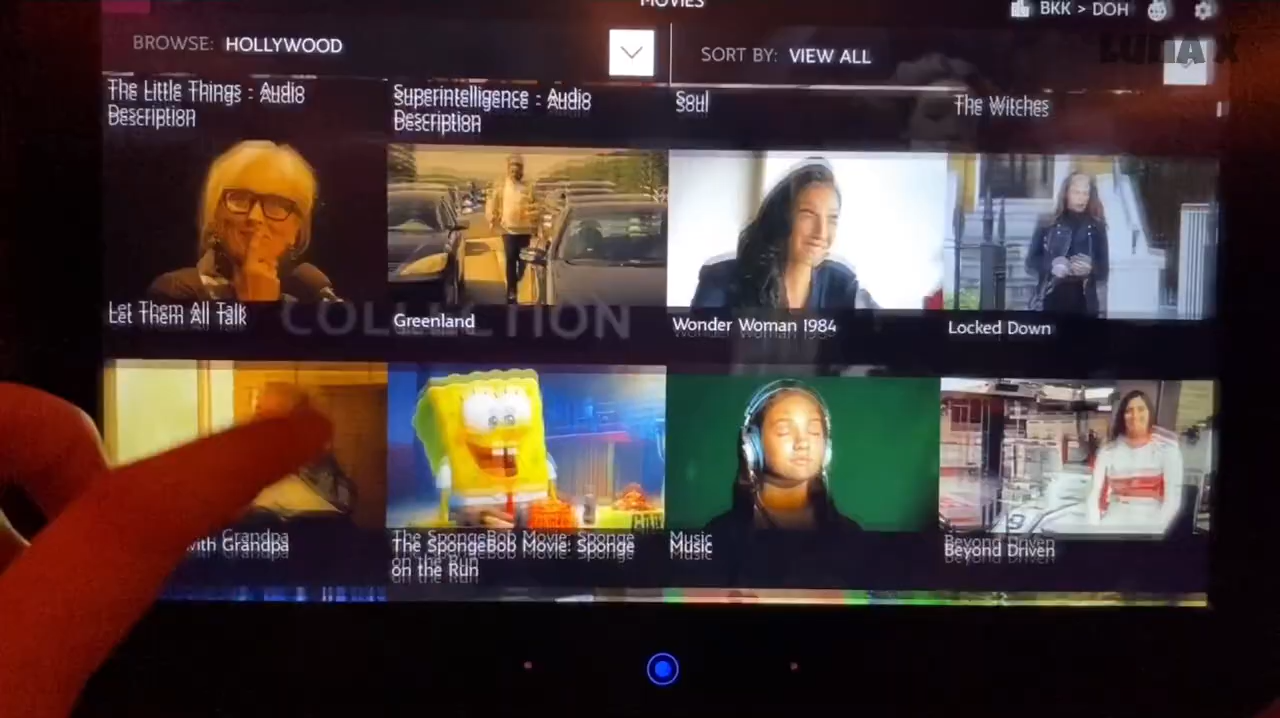 MOVIES
BKK > DOH
BROWSE: HOLLYWOOD
SORT BY: VIEW ALL
LUNA X
The Little Things - Audio
Description
Superintelligence - Audio
Description
Soul
The Witches
Let Them All Talk
COLLECTION
Greenland
Wonder Woman 1984
Locked Down
with Grandpa
The SpongeBob Movie: Sponge
on the Run
Music
Beyond Driven